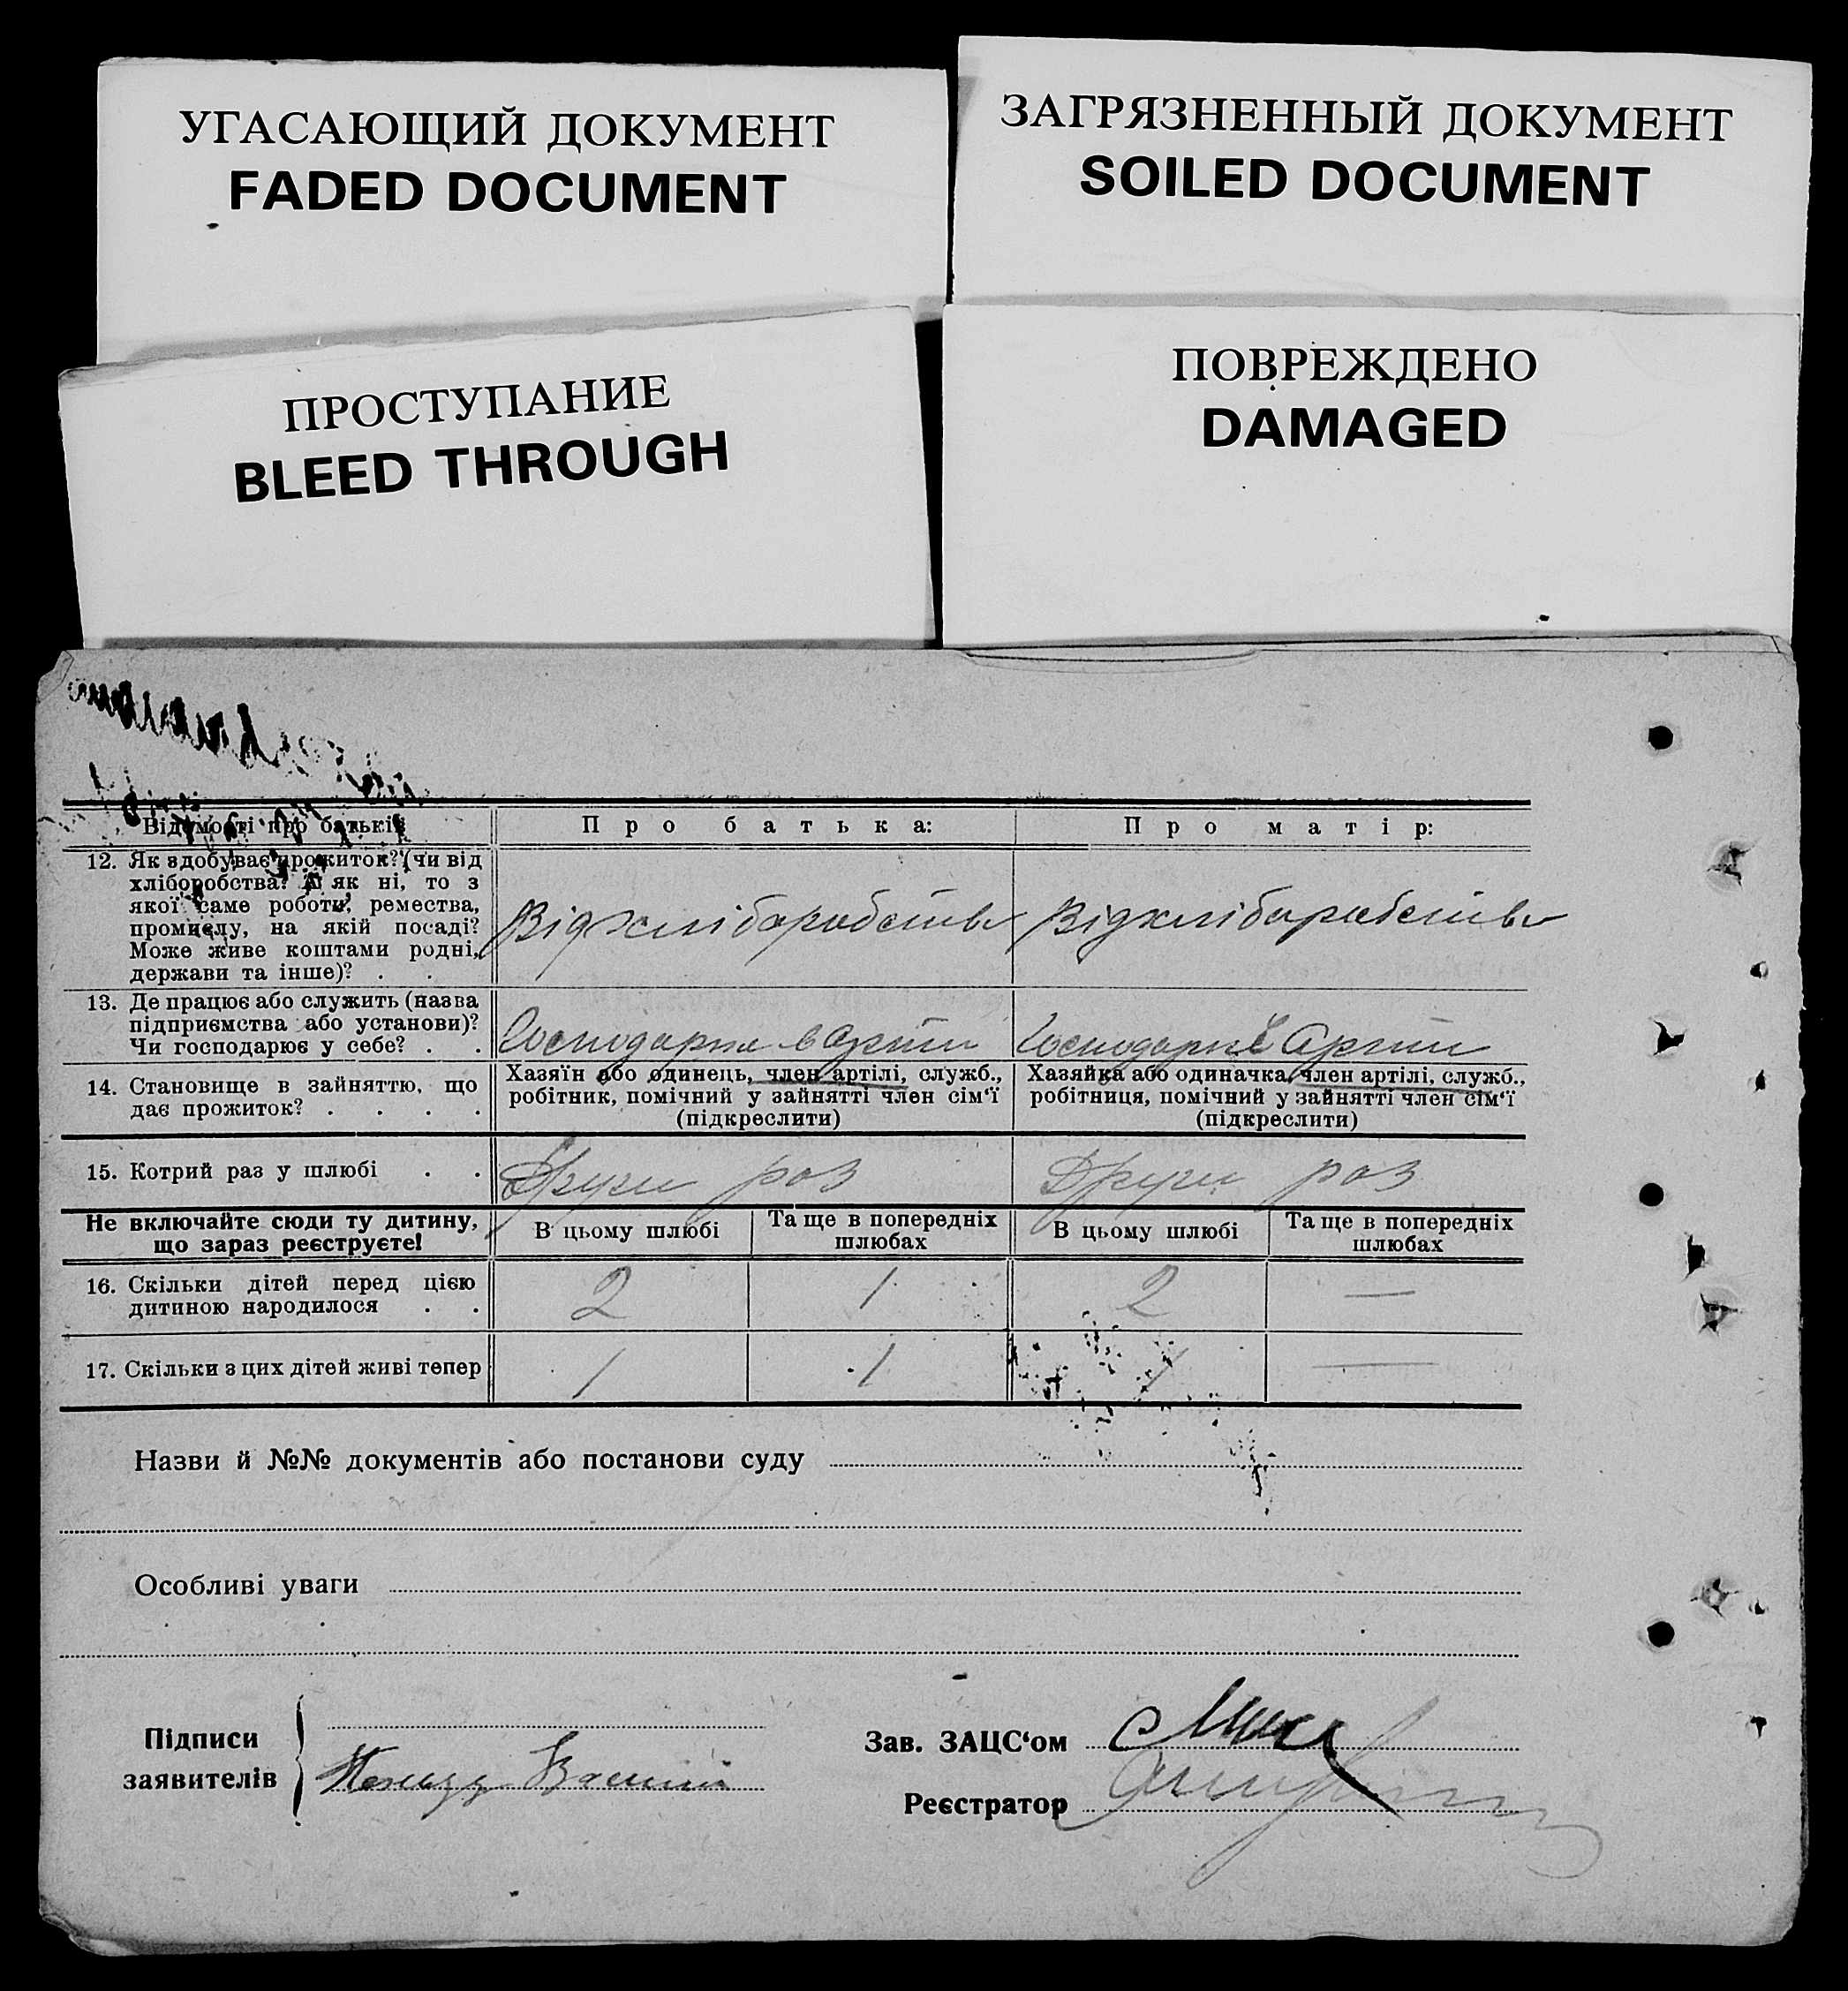 УГАСАЮЩИЙ ДОКУМЕНТ
FADED DOCUMENT
ЗАГРЯЗНЕННЫЙ ДОКУМЕНТ
SOILED DOCUMENT
ПРОСТУПАНИЕ
BLEED THROUGH
ПОВРЕЖДЕНО
DAMAGED
Відомості про батьків
Про батька:
Про матір:
12. Як здобуває прожиток? (чи від
хліборобства? А як ні, то з
якої саме роботи, ремества,
промислу, на якій посаді?
Може живе коштами родні,
держави та інше)? . .
Від хліборобства
Від хліборобства
13. Де працює або служить (назва
підприємства або установи)?
Чи господарює у себе? . .
в Артіли
Артіли
14. Становище в зайняттю, що
дає прожиток? . . . .
Хазяїн або одинець, член артілі, служб.,
робітник, помічний у зайнятті член сім'ї
(підкреслити)
Хазяйка або одиначка, член артілі, служб.,
робітниця, помічний у зайнятті член сім'ї
(підкреслити)
15. Котрий раз у шлюбі . .
Други раз
Други раз
Не включайте сюди ту дитину,
що зараз реєструєте!
В цьому шлюбі
Та ще в попередніх
шлюбах
В цьому шлюбі
Та ще в попередніх
шлюбах
16. Скільки дітей перед цією
дитиною народилося . .
2
1
2
—
17. Скільки з цих дітей живі тепер
1
1
1
—
Назви й №№ документів або постанови суду
Особливі уваги
Підписи
заявителів
Зав. ЗАЦС'ом
Реєстратор